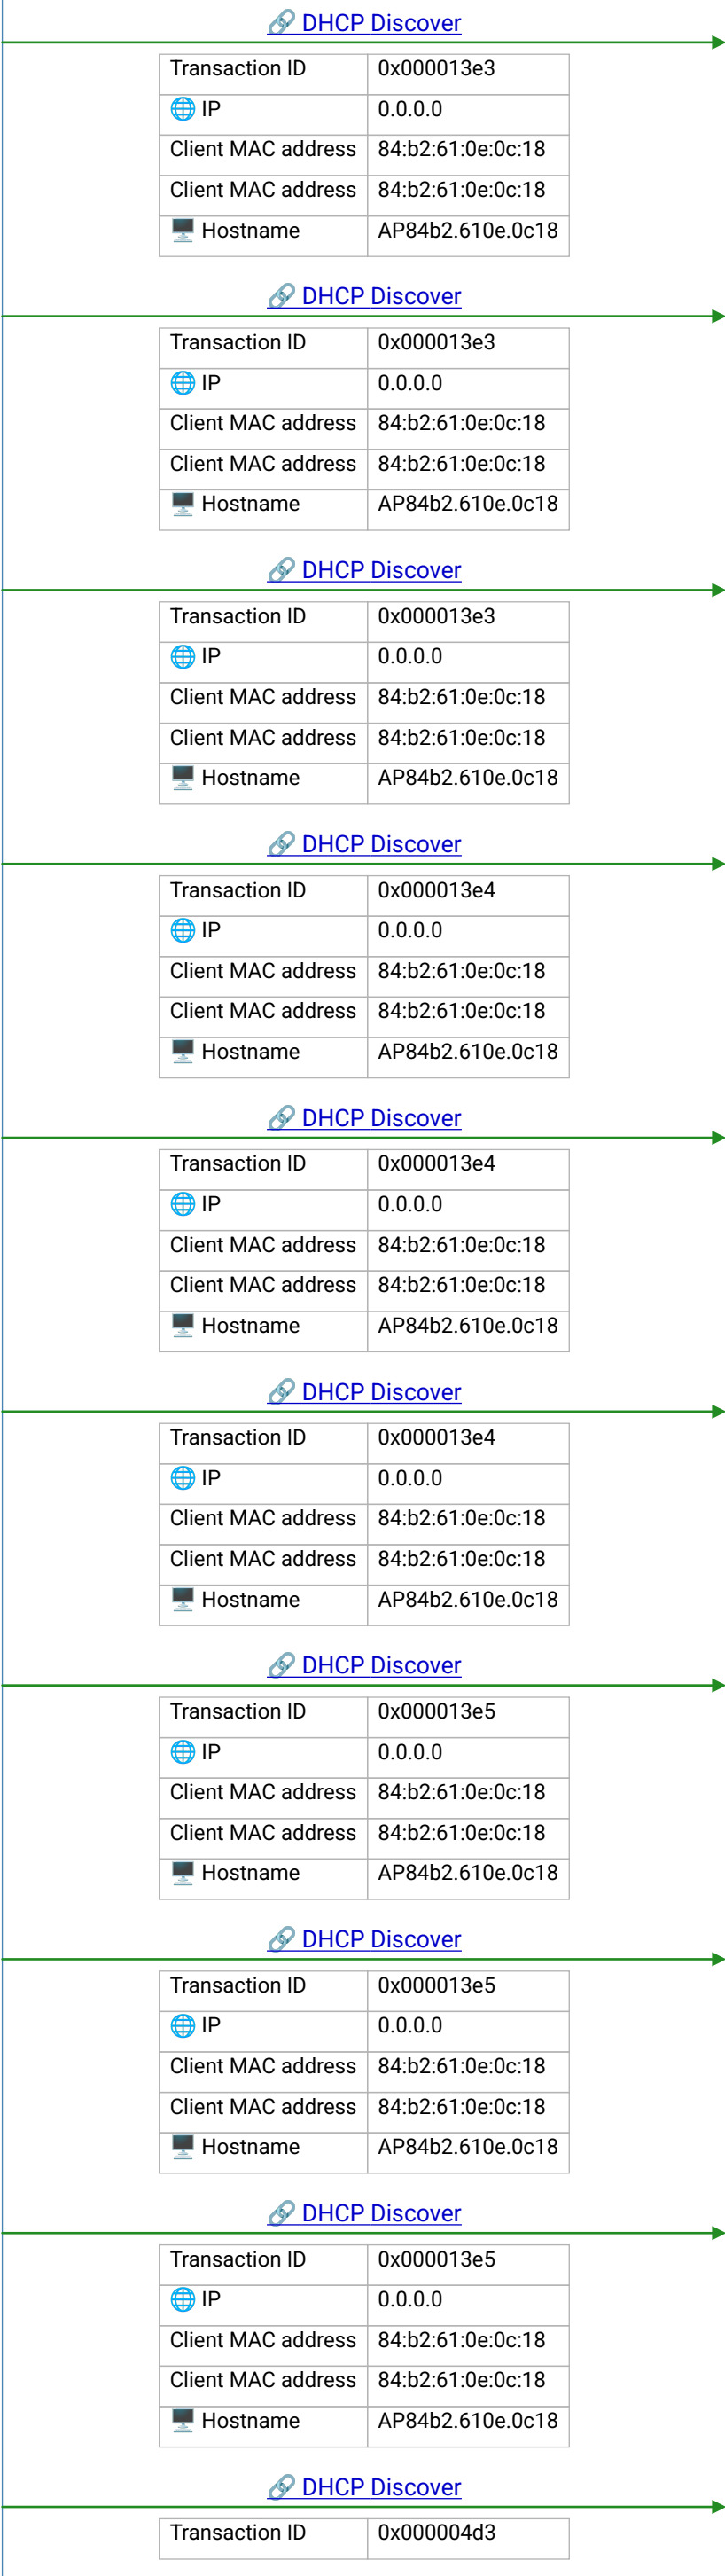 DHCP Discover
Transaction ID 0x000013e3
IP 0.0.0.0
Client MAC address 84:b2:61:0e:0c:18
Client MAC address 84:b2:61:0e:0c:18
Hostname AP84b2.610e.0c18
DHCP Discover
Transaction ID 0x000013e3
IP 0.0.0.0
Client MAC address 84:b2:61:0e:0c:18
Client MAC address 84:b2:61:0e:0c:18
Hostname AP84b2.610e.0c18
DHCP Discover
Transaction ID 0x000013e3
IP 0.0.0.0
Client MAC address 84:b2:61:0e:0c:18
Client MAC address 84:b2:61:0e:0c:18
Hostname AP84b2.610e.0c18
DHCP Discover
Transaction ID 0x000013e4
IP 0.0.0.0
Client MAC address 84:b2:61:0e:0c:18
Client MAC address 84:b2:61:0e:0c:18
Hostname AP84b2.610e.0c18
DHCP Discover
Transaction ID 0x000013e4
IP 0.0.0.0
Client MAC address 84:b2:61:0e:0c:18
Client MAC address 84:b2:61:0e:0c:18
Hostname AP84b2.610e.0c18
DHCP Discover
Transaction ID 0x000013e4
IP 0.0.0.0
Client MAC address 84:b2:61:0e:0c:18
Client MAC address 84:b2:61:0e:0c:18
Hostname AP84b2.610e.0c18
DHCP Discover
Transaction ID 0x000013e5
IP 0.0.0.0
Client MAC address 84:b2:61:0e:0c:18
Client MAC address 84:b2:61:0e:0c:18
Hostname AP84b2.610e.0c18
DHCP Discover
Transaction ID 0x000013e5
IP 0.0.0.0
Client MAC address 84:b2:61:0e:0c:18
Client MAC address 84:b2:61:0e:0c:18
Hostname AP84b2.610e.0c18
DHCP Discover
Transaction ID 0x000013e5
IP 0.0.0.0
Client MAC address 84:b2:61:0e:0c:18
Client MAC address 84:b2:61:0e:0c:18
Hostname AP84b2.610e.0c18
DHCP Discover
Transaction ID 0x000004d3